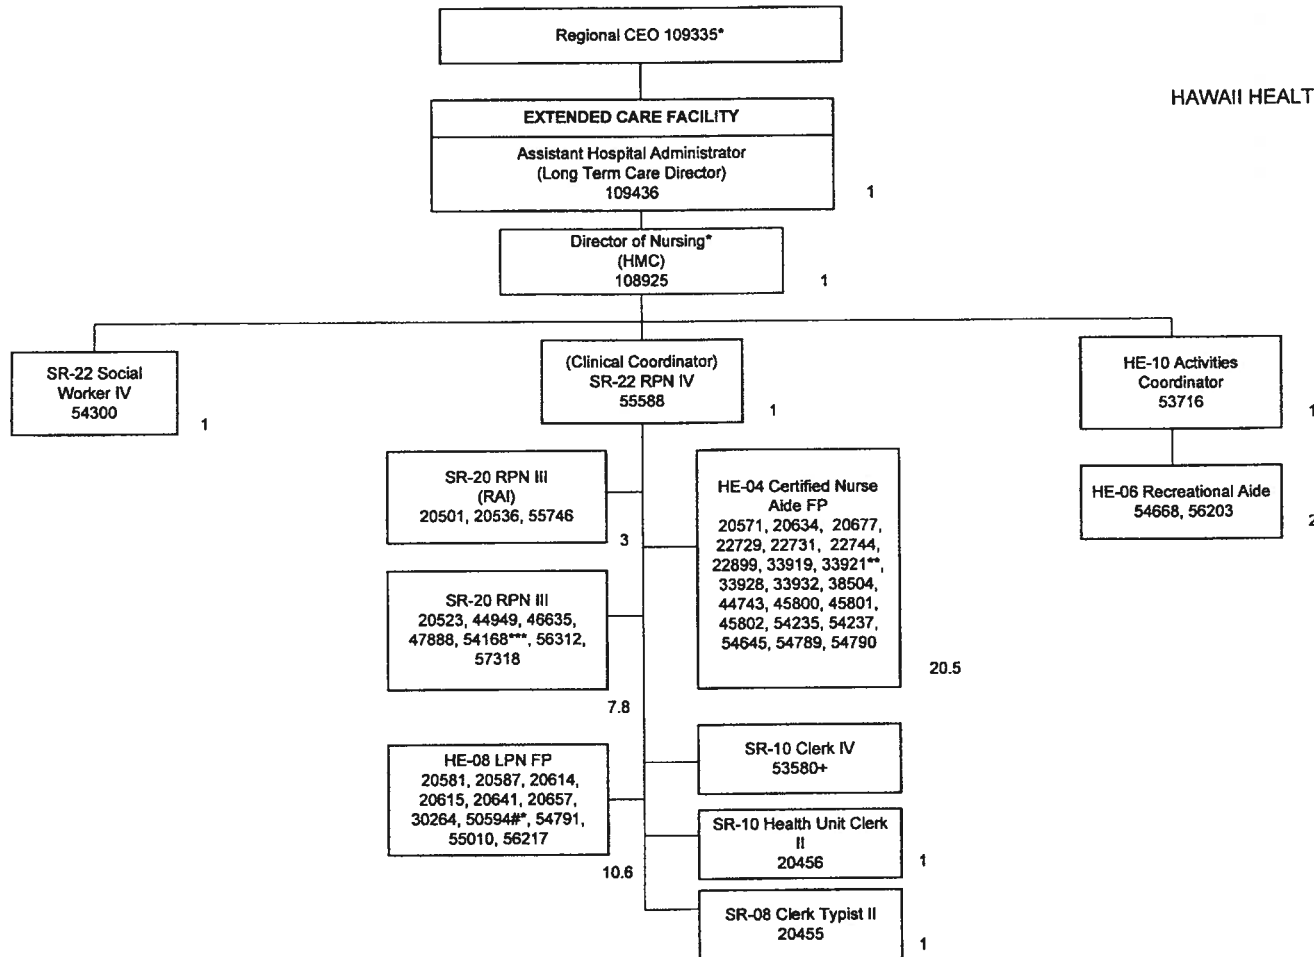 Regional CEO 109335*
HAWAII HEALT
EXTENDED CARE FACILITY
Assistant Hospital Administrator
(Long Term Care Director)
109436
1
Director of Nursing*
(HMC)
108925
1
SR-22 Social
Worker IV
54300
1
(Clinical Coordinator)
SR-22 RPN IV
55588
1
HE-10 Activities
Coordinator
53716
1
SR-20 RPN III
(RAI)
20501, 20536, 55746
3
HE-04 Certified Nurse
Aide FP
20571, 20634, 20677,
22729, 22731, 22744,
22899, 33919, 33921**,
33928, 33932, 38504,
44743, 45800, 45801,
45802, 54235, 54237,
54645, 54789, 54790
20.5
HE-06 Recreational Aide
54668, 56203
2
SR-20 RPN III
20523, 44949, 46635,
47888, 54168***, 56312,
57318
7.8
HE-08 LPN FP
20581, 20587, 20614,
20615, 20641, 20657,
30264, 50594#*, 54791,
55010, 56217
10.6
SR-10 Clerk IV
53580+
SR-10 Health Unit Clerk
II
20456
1
SR-08 Clerk Typist II
20455
1